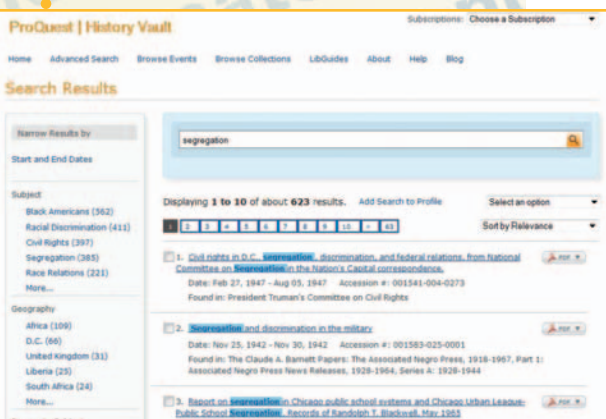 ProQuest | History Vault
Subscriptions: Choose a Subscription
Home Advanced Search Browse Events Browse Collections LibGuides About Help Blog
Search Results
Narrow Results by
Start and End Dates
Subject
Black Americans (562)
Racial Discrimination (411)
Civil Rights (397)
Segregation (385)
Race Relations (221)
More...
Geography
Africa (109)
D.C. (66)
United Kingdom (31)
Liberia (25)
South Africa (24)
More...
segregation
Displaying 1 to 10 of about 623 results. Add Search to Profile Select an option
1 2 3 4 5 6 7 8 9 10 > 63 Sort by Relevance
1. Civil rights in D.C., segregation, discrimination, and federal relations, from National
Committee on Segregation in the Nation's Capital correspondence.
PDF
Date: Feb 27, 1947 - Aug 05, 1947 Accession #: 001541-004-0273
Found in: President Truman's Committee on Civil Rights
2. Segregation and discrimination in the military
PDF
Date: Nov 25, 1942 - Nov 30, 1942 Accession #: 001583-025-0001
Found in: The Claude A. Barnett Papers: The Associated Negro Press, 1918-1967, Part 1:
Associated Negro Press News Releases, 1928-1964, Series A: 1928-1944
3. Report on segregation in Chicago public school systems and Chicago Urban League-
Public School Segregation, Records of Randolph T. Blackwell, May 1963
PDF